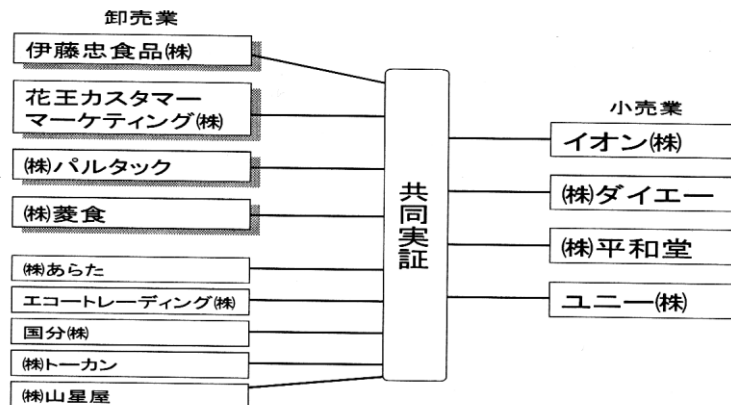 卸売業
伊藤忠食品㈱
花王カスタマー
マーケティング㈱
㈱パルタック
㈱菱食
㈱あらた
エコートレーディング㈱
国分㈱
㈱トーカン
㈱山星屋
共同実証
小売業
イオン㈱
㈱ダイエー
㈱平和堂
ユニー㈱